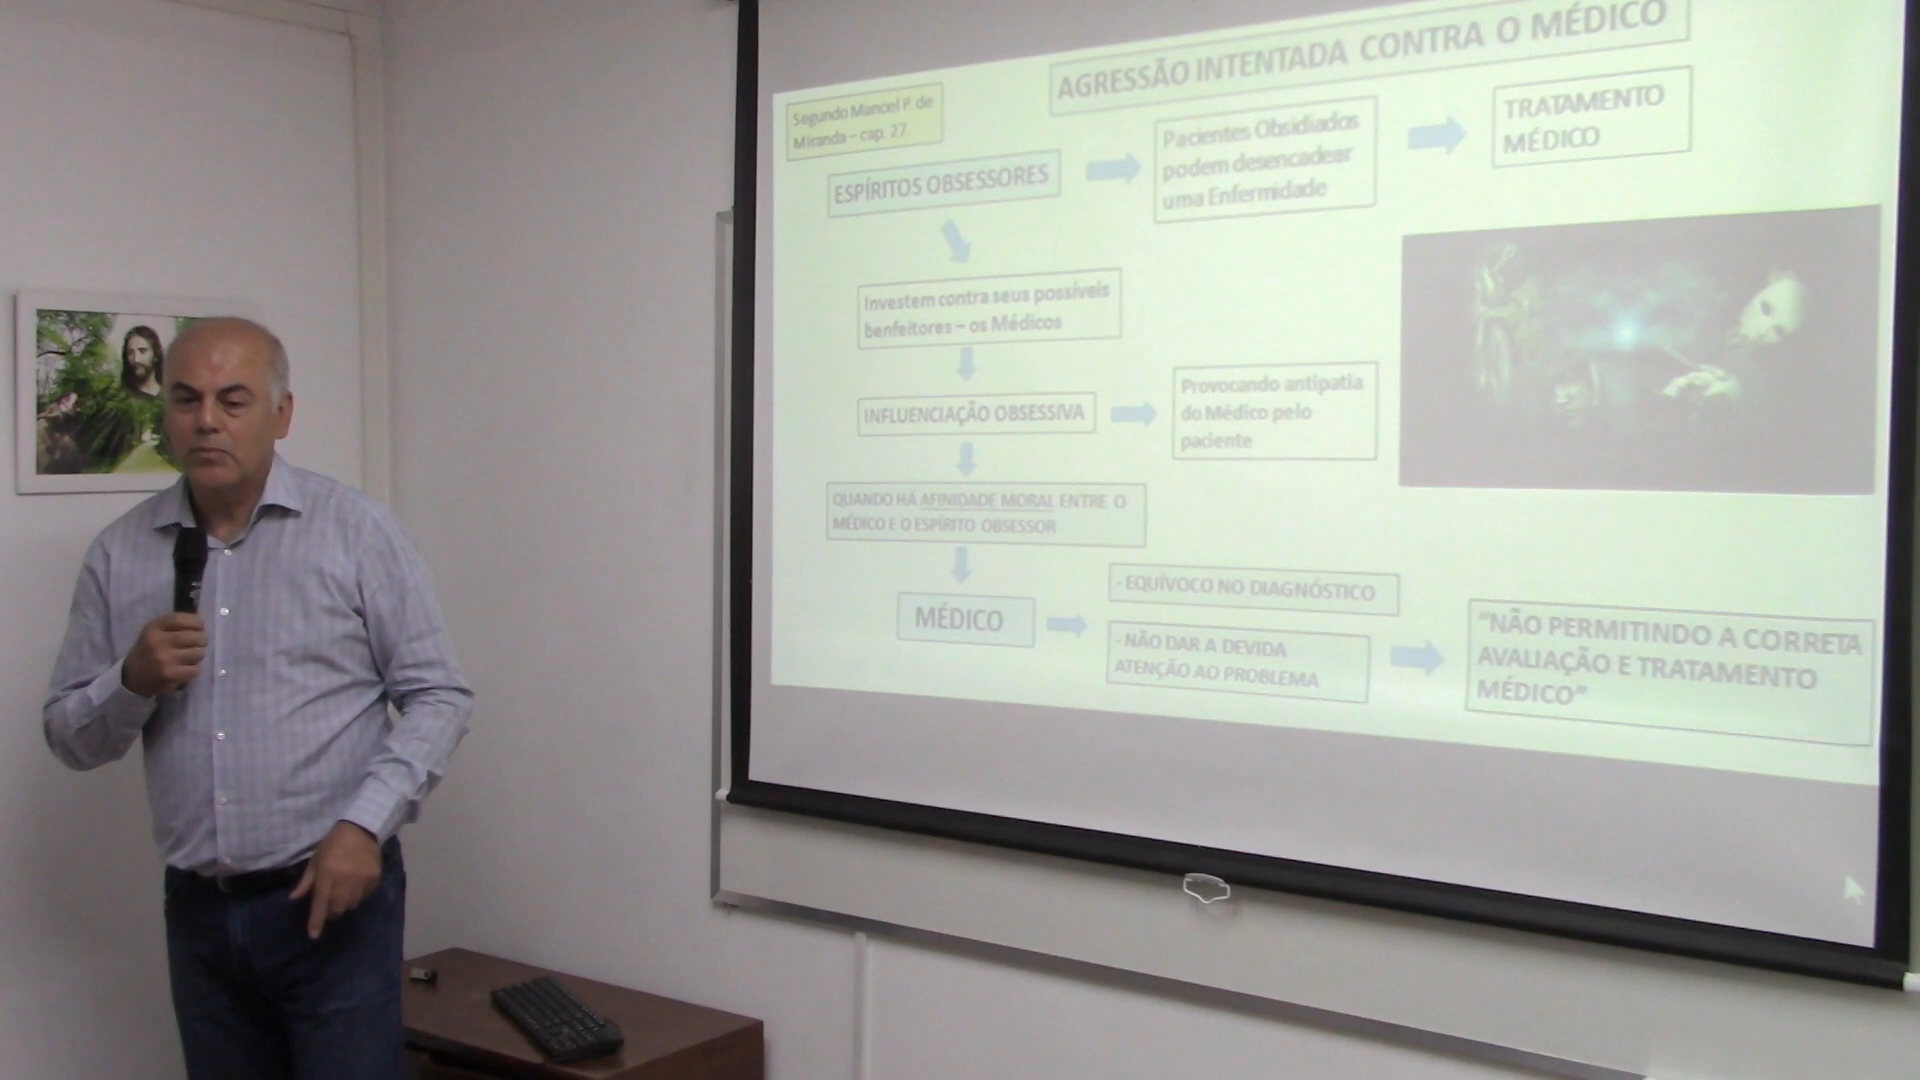 AGRESSÃO INTENTADA CONTRA O MÉDICO
Segundo Manoel P. de
Miranda – cap. 27
ESPÍRITOS OBSESSORES
Pacientes Obsidiados
podem desencadear
uma Enfermidade
TRATAMENTO
MÉDICO
Investem contra seus possíveis
benfeitores – os Médicos
INFLUENCIAÇÃO OBSESSIVA
Provocando antipatia
do Médico pelo
paciente
QUANDO HÁ AFINIDADE MORAL ENTRE O
MÉDICO E O ESPÍRITO OBSESSOR
MÉDICO
- EQUÍVOCO NO DIAGNÓSTICO
- NÃO DAR A DEVIDA
ATENÇÃO AO PROBLEMA
"NÃO PERMITINDO A CORRETA
AVALIAÇÃO E TRATAMENTO
MÉDICO"